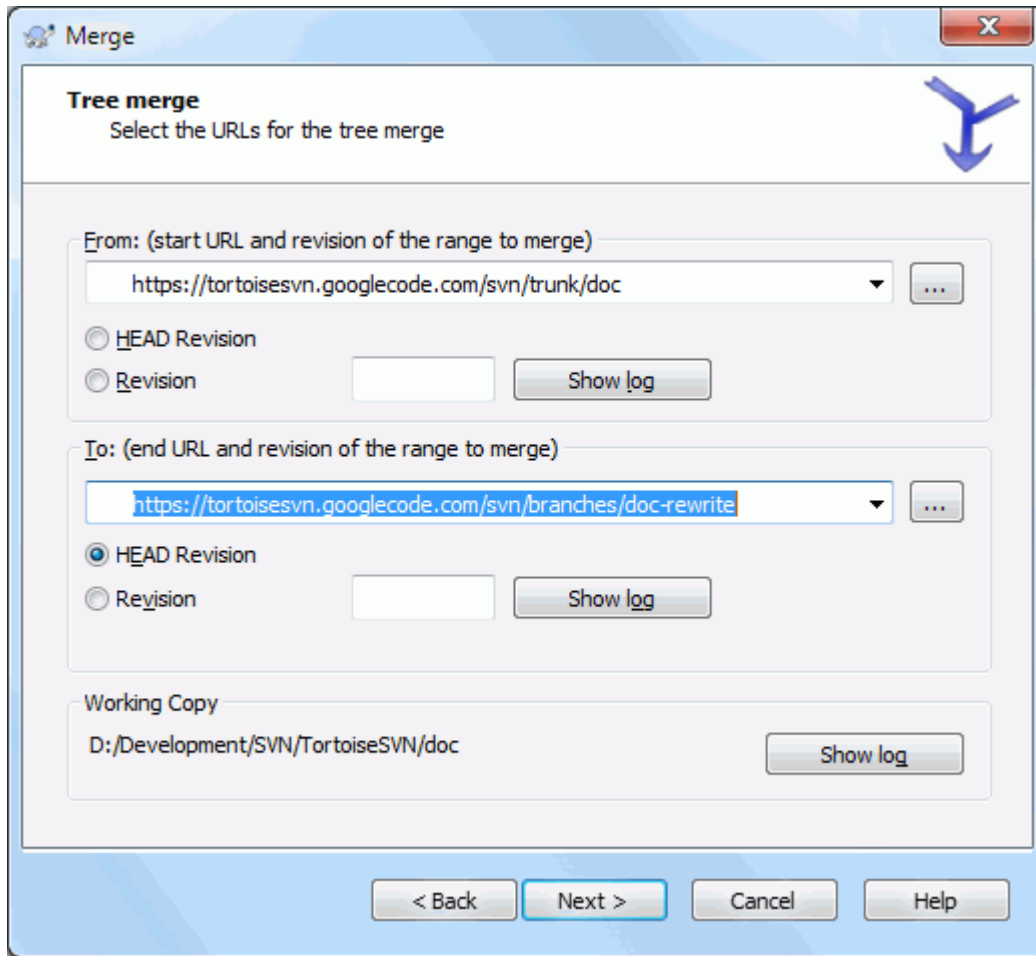 Merge
Tree merge
Select the URLs for the tree merge
From: (start URL and revision of the range to merge)
https://tortoisesvn.googlecode.com/svn/trunk/doc
...
HEAD Revision
Revision
Show log
To: (end URL and revision of the range to merge)
https://tortoisesvn.googlecode.com/svn/branches/doc-rewrite
...
HEAD Revision
Revision
Show log
Working Copy
D:/Development/SVN/TortoiseSVN/doc
Show log
< Back Next > Cancel Help